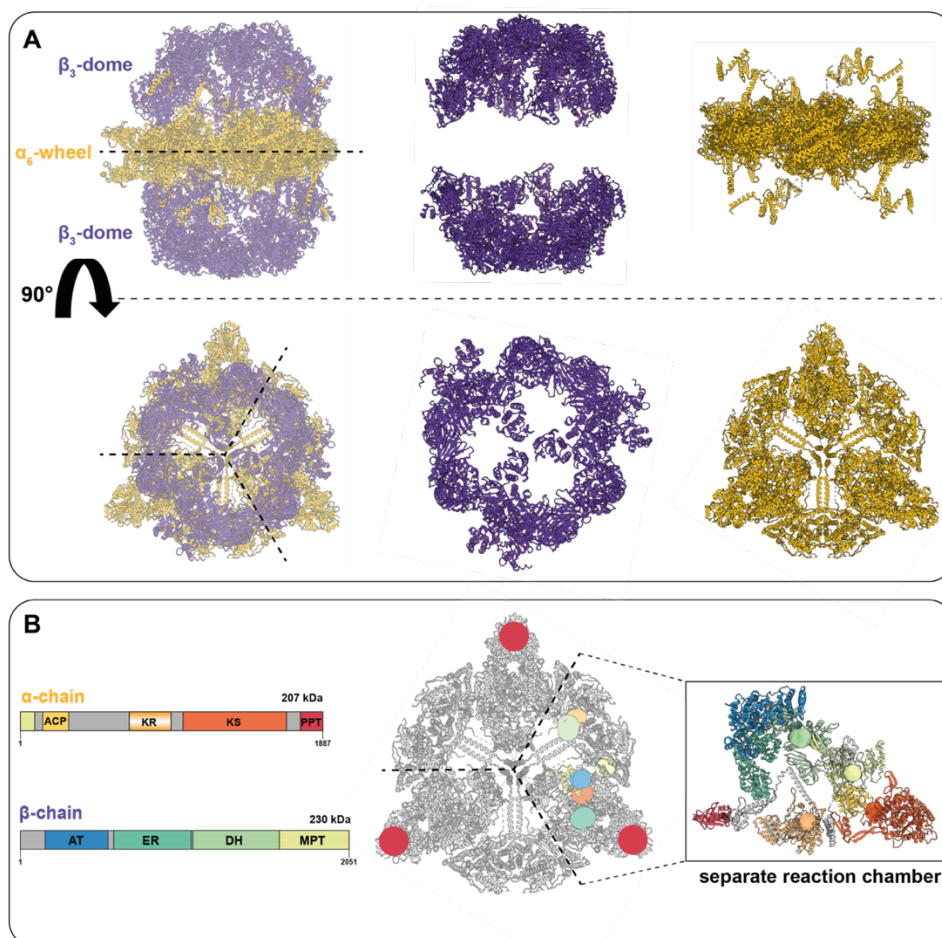 A
β₃-dome
α₆-wheel
β₃-dome
90°
B
α-chain
207 kDa
ACP KR KS PPT
1 1887
β-chain
230 kDa
AT ER DH MPT
1 2051
separate reaction chamber